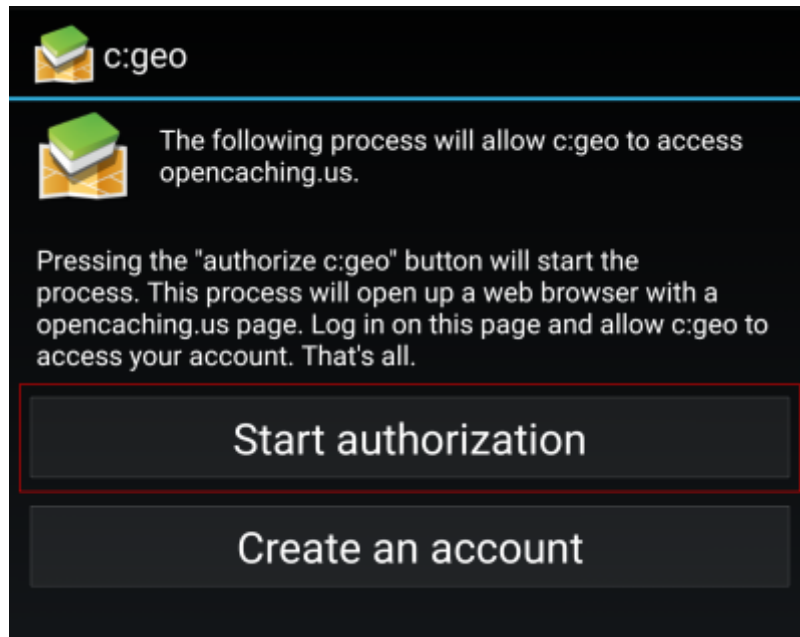 c:geo
The following process will allow c:geo to access
opencaching.us.
Pressing the "authorize c:geo" button will start the
process. This process will open up a web browser with a
opencaching.us page. Log in on this page and allow c:geo to
access your account. That's all.
Start authorization
Create an account